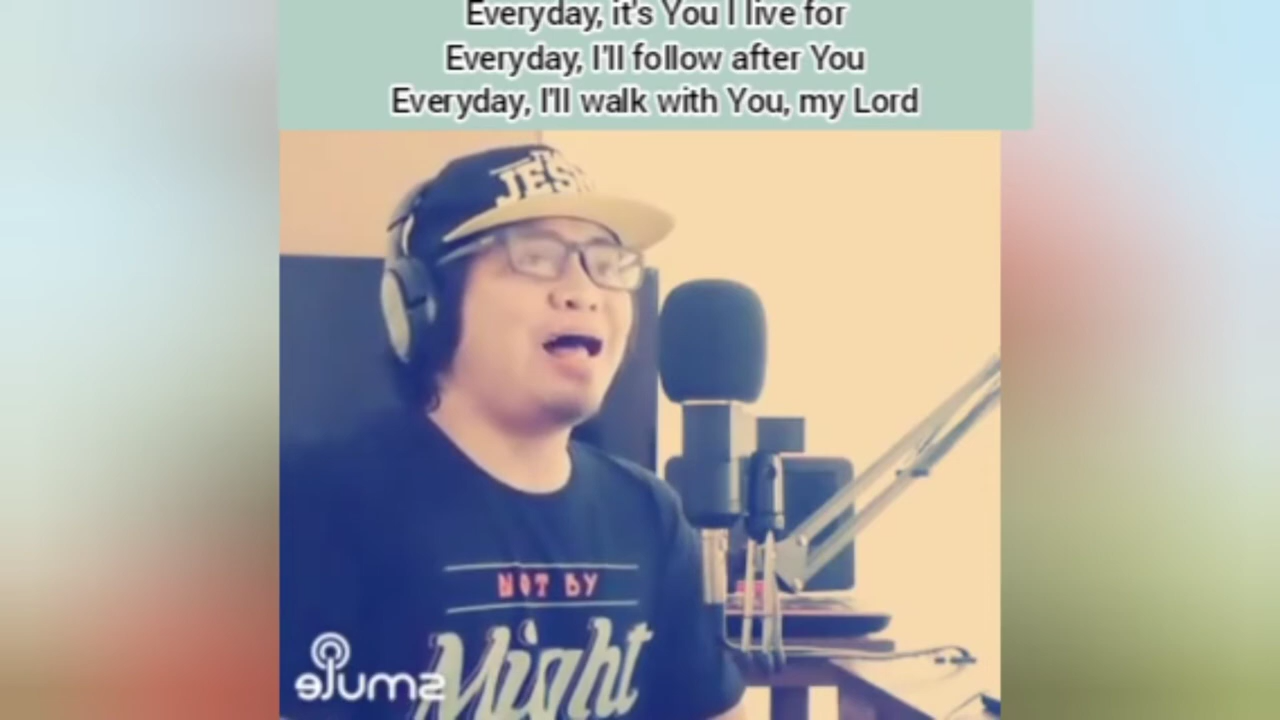 Everyday, it's You I live for
Everyday, I'll follow after You
Everyday, I'll walk with You, my Lord
NOT BY
Might
smule